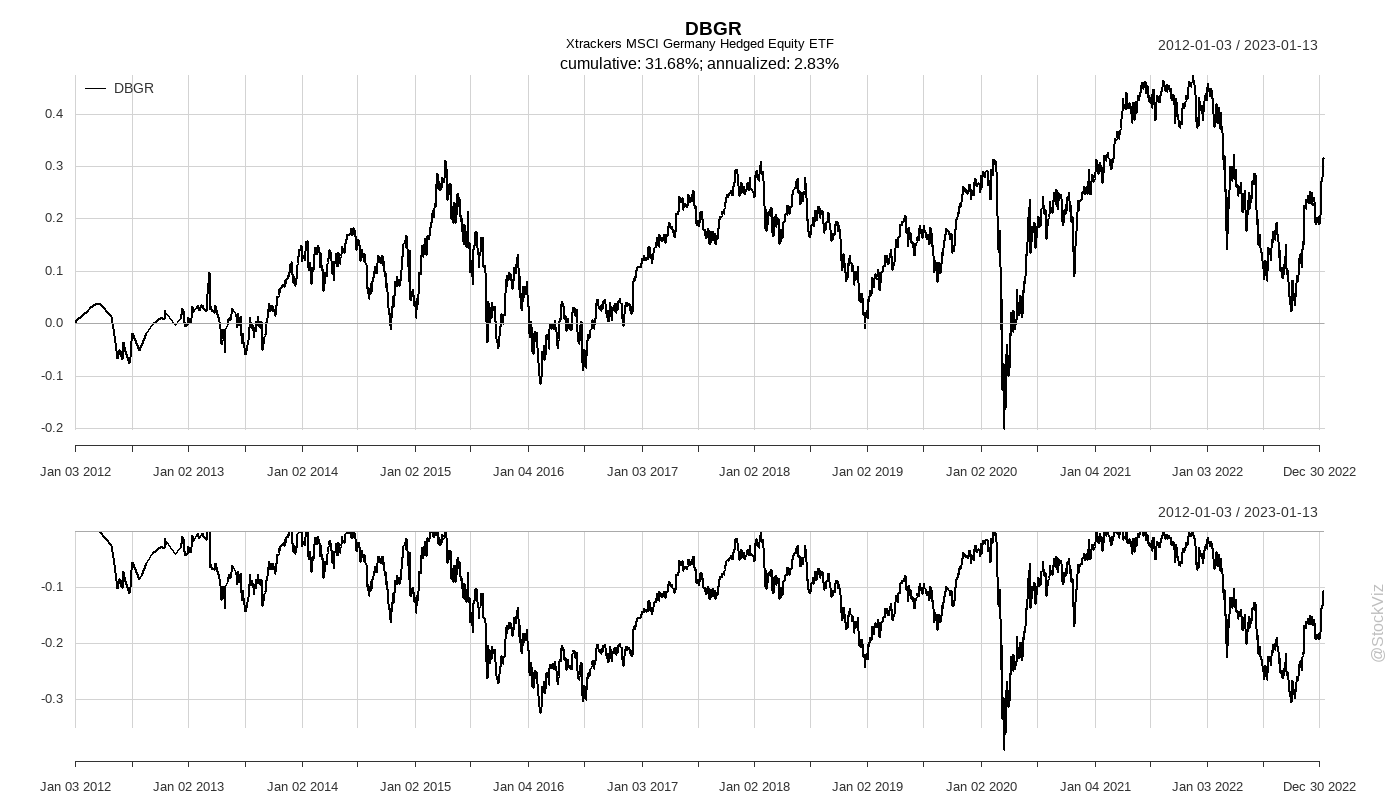 DBGR
Xtrackers MSCI Germany Hedged Equity ETF
cumulative: 31.68%; annualized: 2.83%
2012-01-03 / 2023-01-13
DBGR
0.4
0.3
0.2
0.1
0.0
-0.1
-0.2
Jan 03 2012 Jan 02 2013 Jan 02 2014 Jan 02 2015 Jan 04 2016 Jan 03 2017 Jan 02 2018 Jan 02 2019 Jan 02 2020 Jan 04 2021 Jan 03 2022 Dec 30 2022
2012-01-03 / 2023-01-13
-0.1
-0.2
-0.3
Jan 03 2012 Jan 02 2013 Jan 02 2014 Jan 02 2015 Jan 04 2016 Jan 03 2017 Jan 02 2018 Jan 02 2019 Jan 02 2020 Jan 04 2021 Jan 03 2022 Dec 30 2022
@StockViz